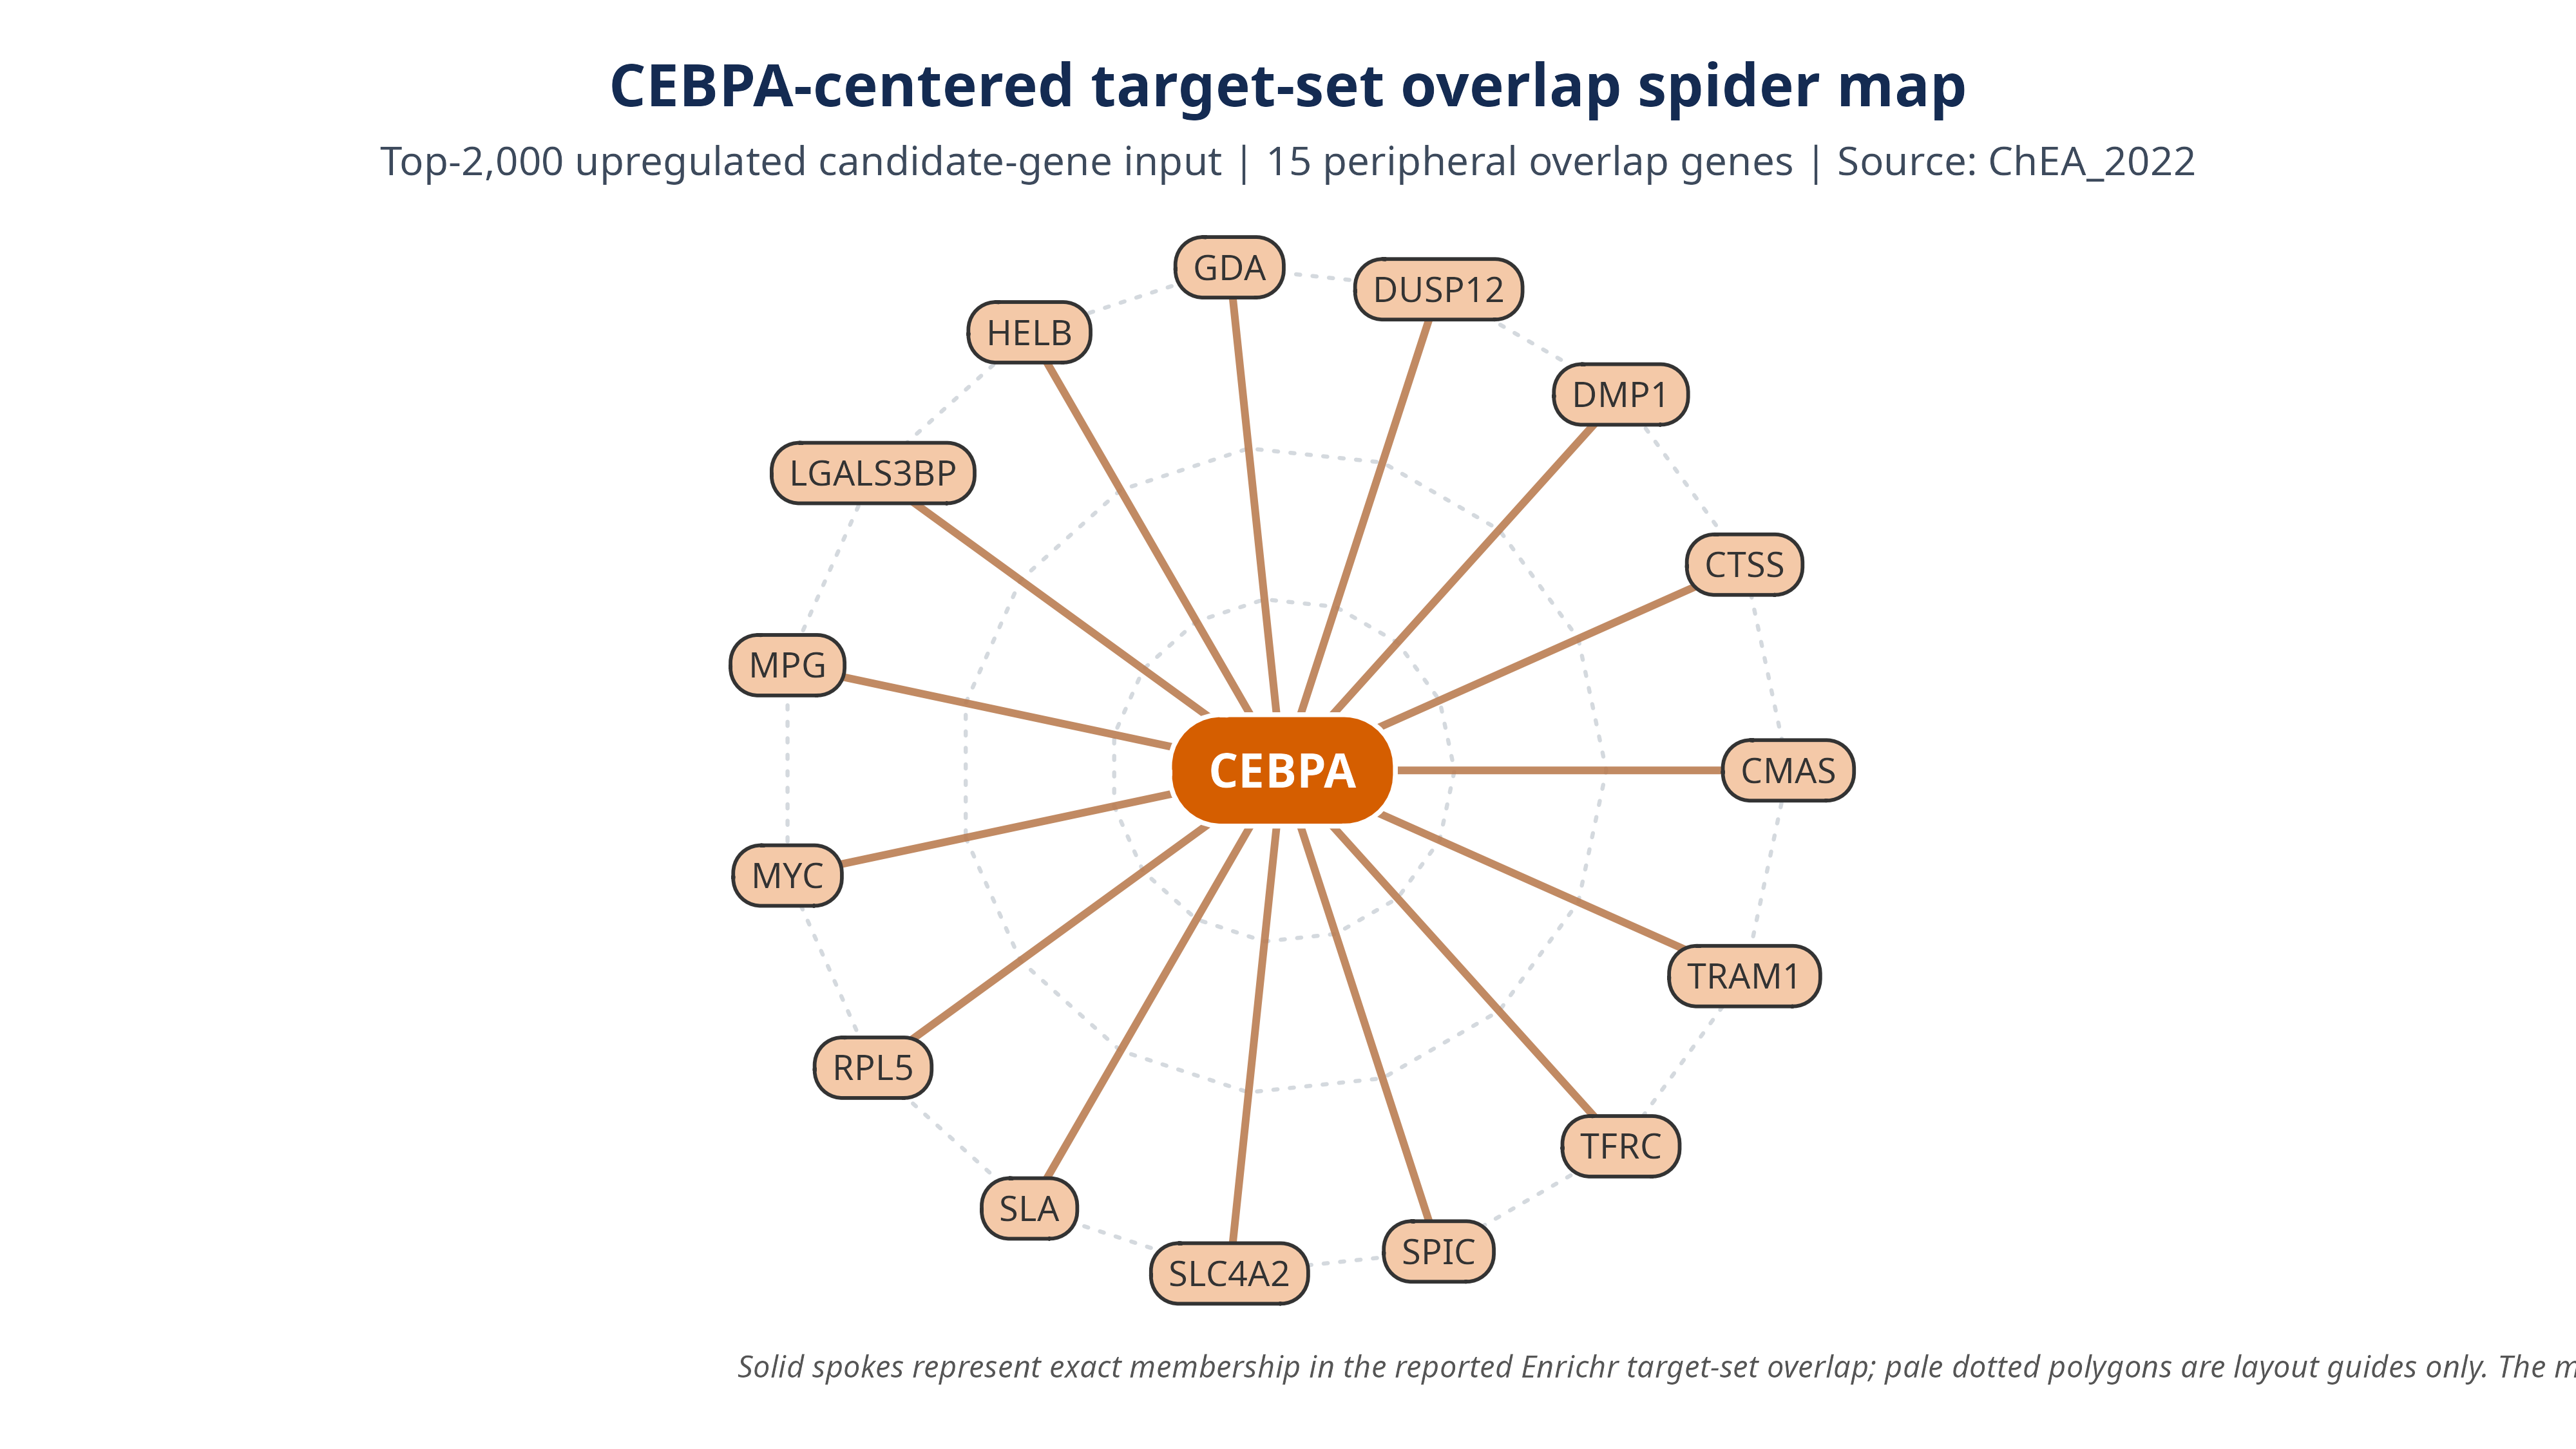 CEBPA-centered target-set overlap spider map
Top-2,000 upregulated candidate-gene input | 15 peripheral overlap genes | Source: ChEA_2022
GDA
DUSP12
HELB
DMP1
LGALS3BP
CTSS
MPG
CEBPA
CMAS
MYC
TRAM1
RPL5
TFRC
SLA
SPIC
SLC4A2
Solid spokes represent exact membership in the reported Enrichr target-set overlap; pale dotted polygons are layout guides only. The